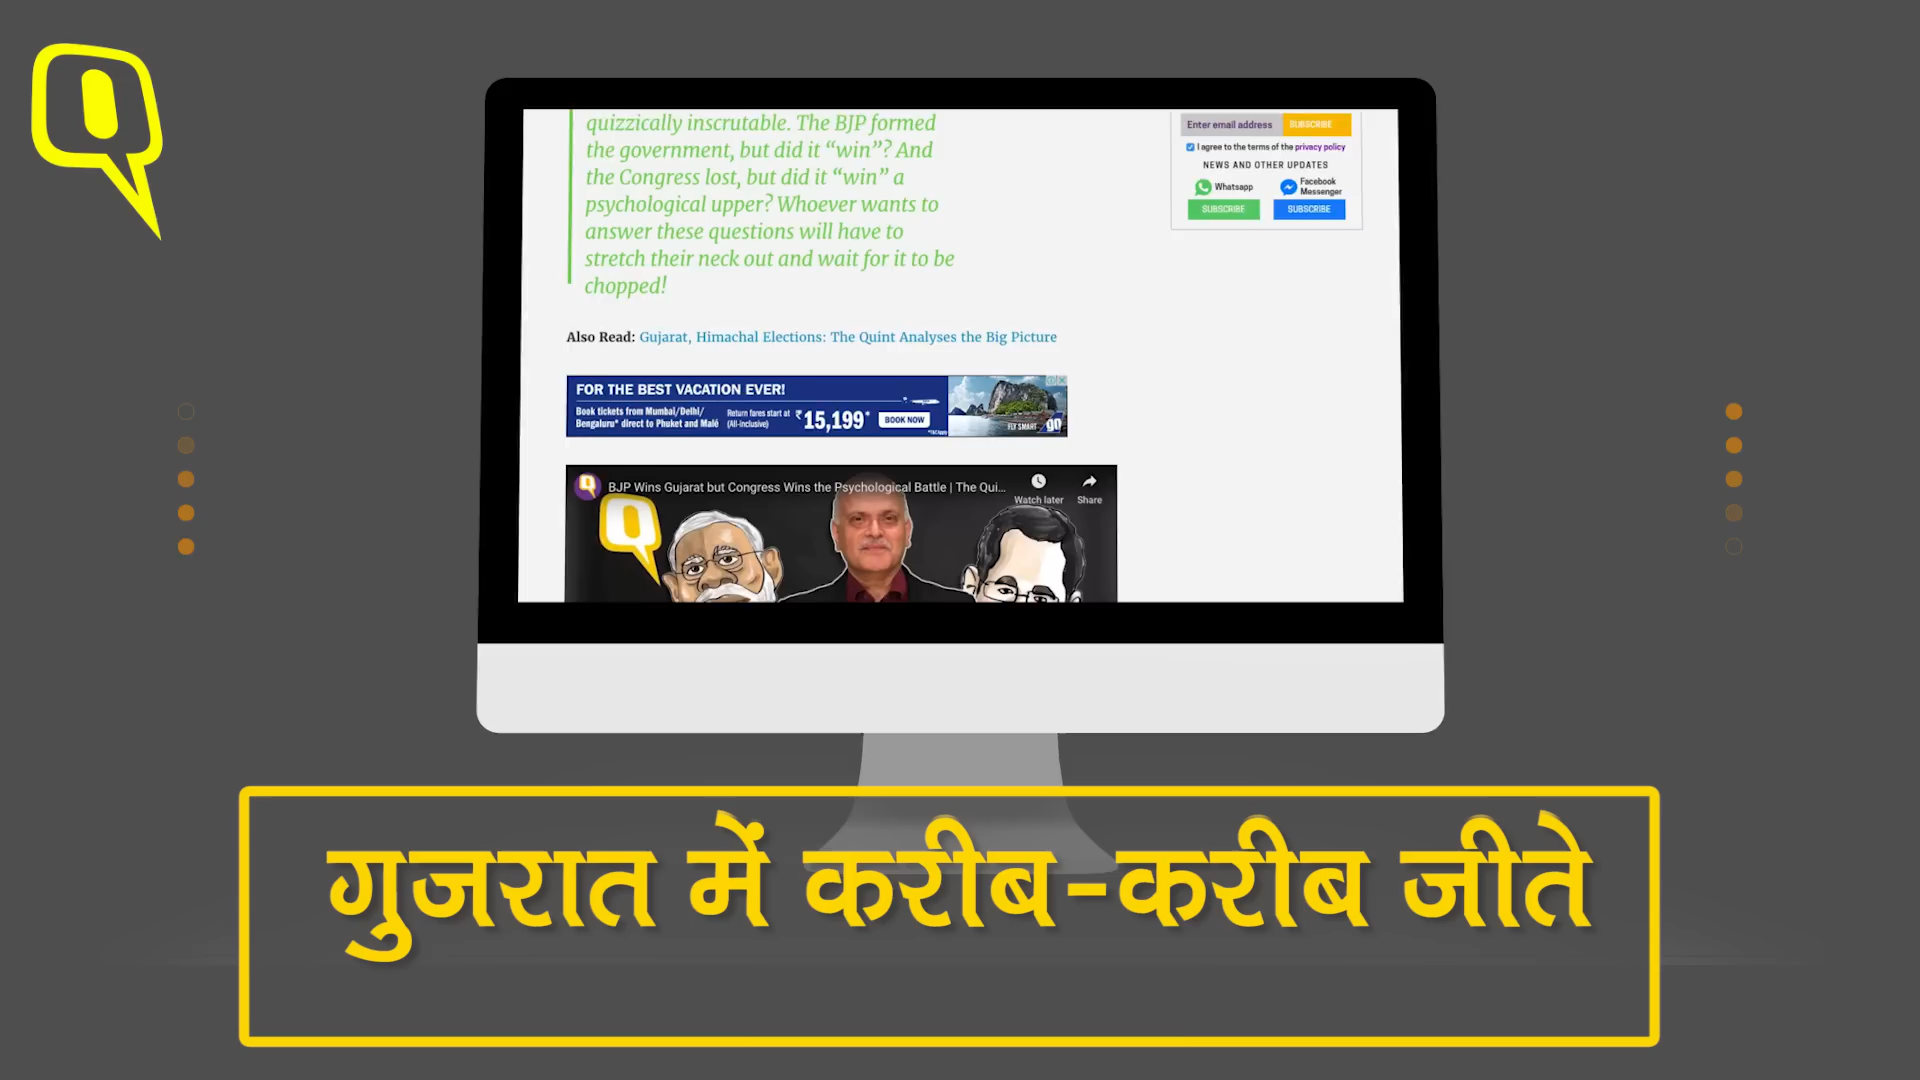 quizzically inscrutable. The BJP formed
the government, but did it “win”? And
the Congress lost, but did it “win” a
psychological upper? Whoever wants to
answer these questions will have to
stretch their neck out and wait for it to be
chopped!
Enter email address SUBSCRIBE
I agree to the terms of the privacy policy
NEWS AND OTHER UPDATES
Whatsapp
Facebook
Messenger
SUBSCRIBE SUBSCRIBE
Also Read: Gujarat, Himachal Elections: The Quint Analyses the Big Picture
FOR THE BEST VACATION EVER!
Book tickets from Mumbai/Delhi/
Bengaluru* direct to Phuket and Malé
Return fares start at
(All-inclusive)
₹15,199*
BOOK NOW
*T&C Apply
FLY SMART
go
BJP Wins Gujarat but Congress Wins the Psychological Battle | The Qui...
Watch later Share
गुजरात में करीब-करीब जीते